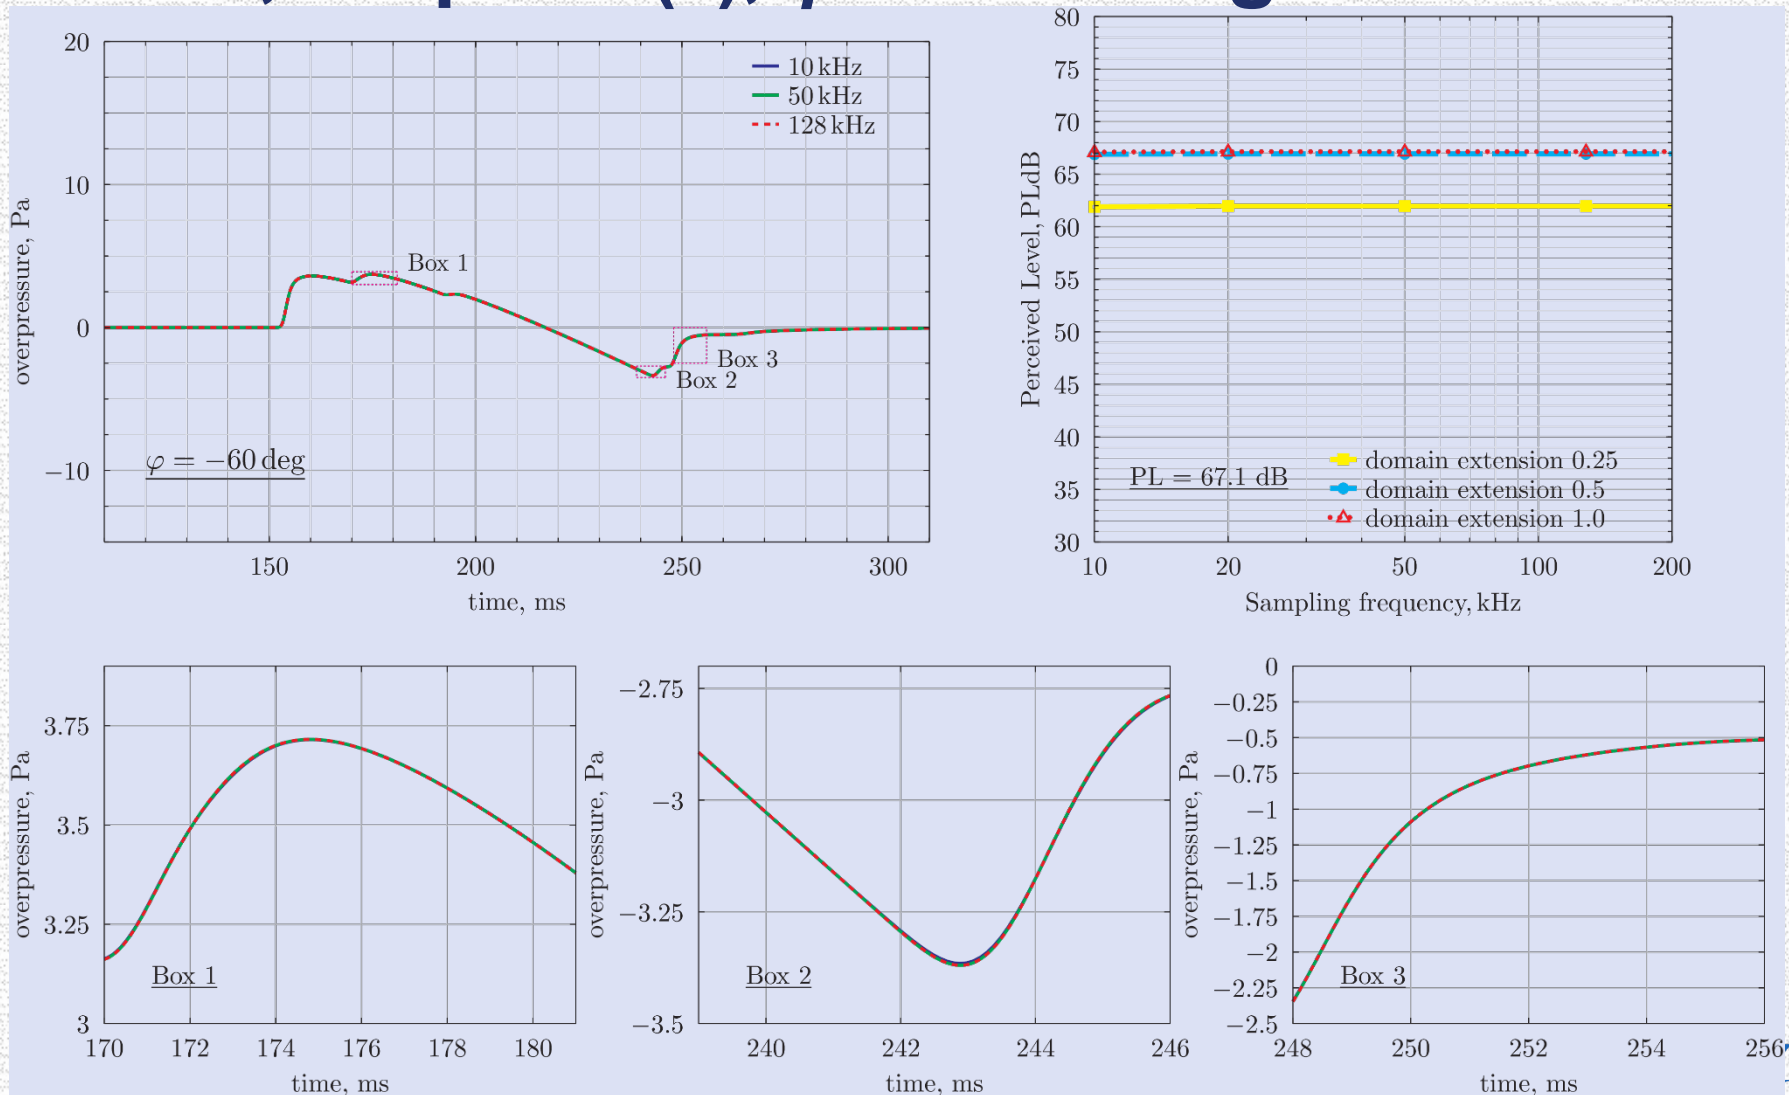 20
10
0
−10
overpressure, Pa
10 kHz
50 kHz
128 kHz
Box 1
Box 3
Box 2
φ = −60 deg
150 200 250 300
time, ms
80
75
70
65
60
55
50
45
40
35
30
Perceived Level, PLdB
PL = 67.1 dB
domain extension 0.25
domain extension 0.5
domain extension 1.0
10 20 50 100 200
Sampling frequency, kHz
3.75
3.5
3.25
3
overpressure, Pa
Box 1
170 172 174 176 178 180
time, ms
−2.75
−3
−3.25
−3.5
overpressure, Pa
Box 2
240 242 244 246
time, ms
0
−0.25
−0.5
−0.75
−1
−1.25
−1.5
−1.75
−2
−2.25
−2.5
overpressure, Pa
Box 3
248 250 252 254 256
time, ms